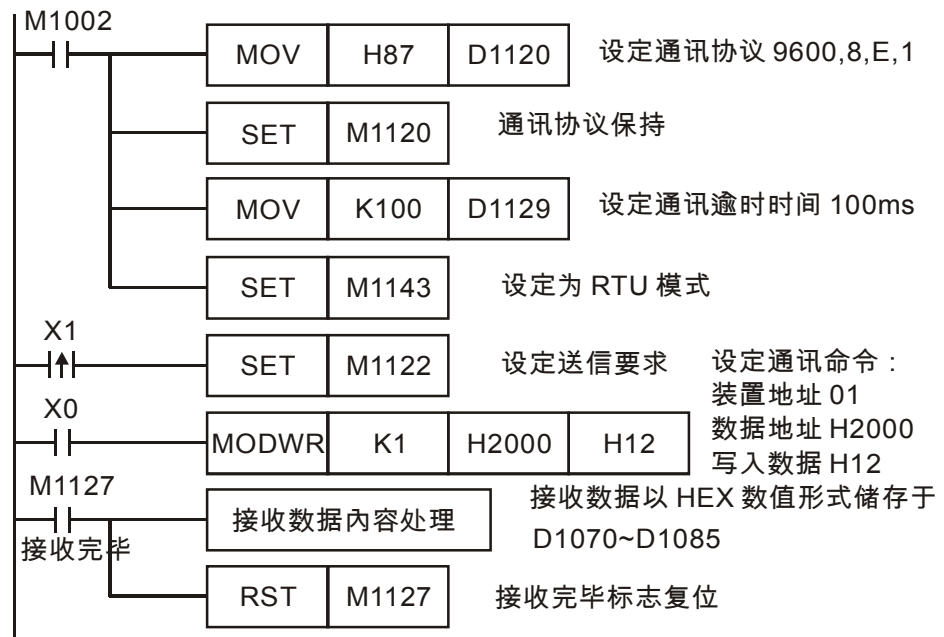 M1002
MOV H87 D1120 设定通讯协议 9600,8,E,1
SET M1120 通讯协议保持
MOV K100 D1129 设定通讯逾时时间 100ms
SET M1143 设定为 RTU 模式
X1
SET M1122 设定送信要求
设定通讯命令：
装置地址 01
数据地址 H2000
写入数据 H12
X0
MODWR K1 H2000 H12
M1127
接收完毕
接收数据內容处理
接收数据以 HEX 数值形式储存于
D1070~D1085
RST M1127 接收完毕标志复位